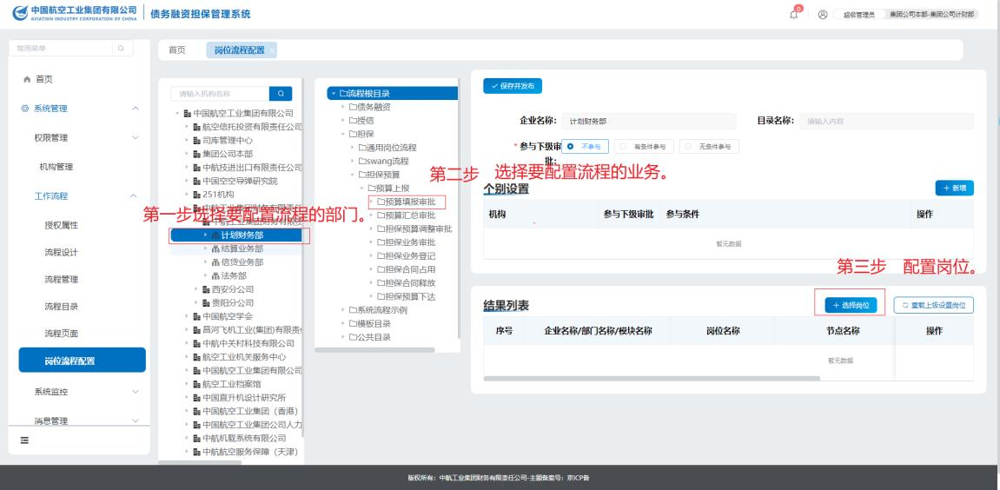 中国航空工业集团有限公司
AVIATION INDUSTRY CORPORATION OF CHINA
债务融资担保管理系统
0
超级管理员
集团公司本部-集团公司计财部
常用菜单
首页
系统管理
权限管理
机构管理
工作流程
授权属性
流程设计
流程管理
流程目录
流程页面
岗位流程配置
系统监控
消息管理
首页
岗位流程配置 ×
请输入机构名称
中国航空工业集团有限公司
航空信托投资有限责任公司
司库管理中心
集团公司本部
中航技进出口有限责任公司
中国空空导弹研究院
251机构
中航工业集团财务有限责任
中航工业集团财务有限责
第一步选择要配置流程的部门。
计划财务部
结算业务部
信贷业务部
法务部
西安分公司
贵阳分公司
中国航空学会
昌河飞机工业(集团)有限责
中航中关村科技有限公司
航空工业机关服务中心
中国航空工业集团有限公司
航空工业档案馆
中国直升机设计研究所
中国航空工业集团（香港）
中国航空工业集团公司人力
中航机载系统有限公司
中航航空服务保障（天津）
流程根目录
债务融资
授信
担保
通用岗位流程
swang流程
担保预算
预算上报
预算填报审批
预算汇总审批
担保预算调整审批
担保业务审批
担保业务登记
担保合同占用
担保合同释放
担保预算下达
系统流程示例
模板目录
公共目录
第二步 选择要配置流程的业务。
保存并发布
企业名称： 计划财务部
目录名称： 请输入内容
* 参与下级审批：
不参与
有条件参与
无条件参与
个别设置
+ 新增
机构 参与下级审批 参与条件 操作
暂无数据
第三步 配置岗位。
结果列表
+ 选择岗位
重载上级设置岗位
序号 企业名称/部门名称/模块名称 岗位名称 节点名称 操作
暂无数据
版权所有：中航工业集团财务有限责任公司-主题备案号：京ICP备